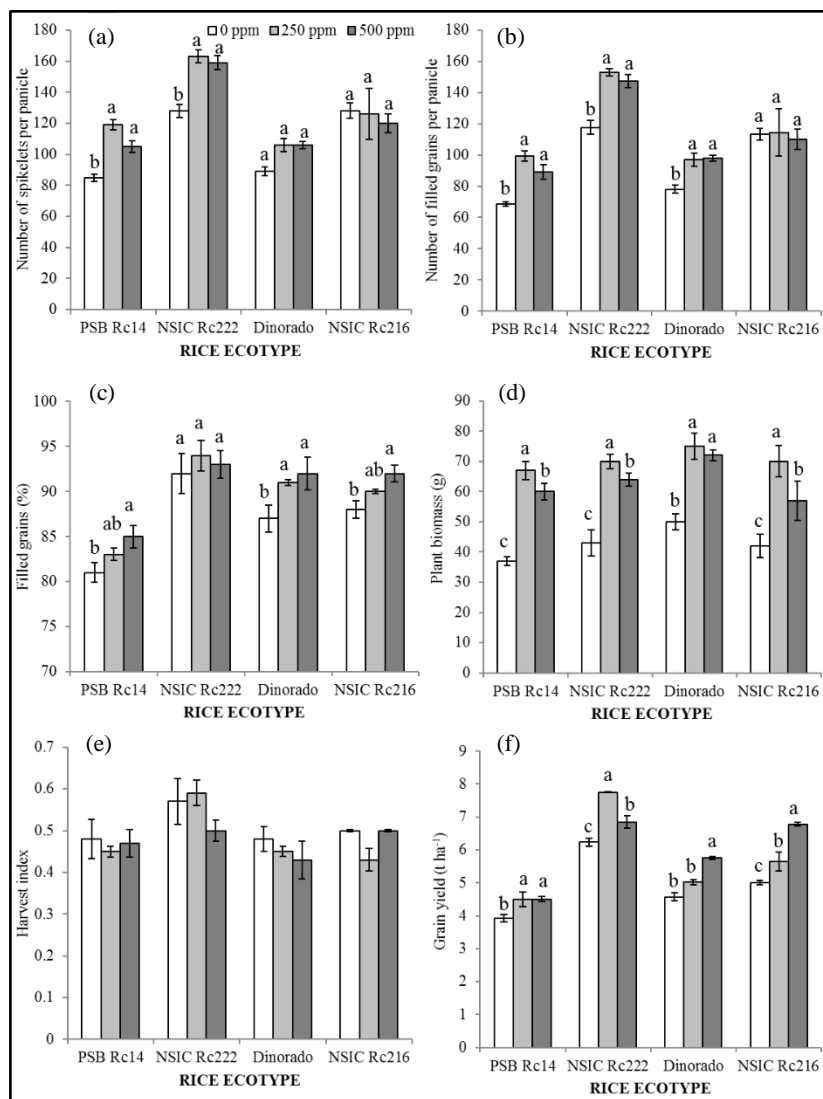 (a)
0 ppm 250 ppm 500 ppm
180
160
140
120
100
80
60
40
20
0
Number of spikelets per panicle
b a a
b a a
a a a
a a a
PSB Rc14 NSIC Rc222 Dinorado NSIC Rc216
RICE ECOTYPE
(b)
180
160
140
120
100
80
60
40
20
0
Number of filled grains per panicle
b a a
b a a
b a a
a a a
PSB Rc14 NSIC Rc222 Dinorado NSIC Rc216
RICE ECOTYPE
(c)
100
95
90
85
80
75
70
Filled grains (%)
b ab a
a a a
b a a
b ab a
PSB Rc14 NSIC Rc222 Dinorado NSIC Rc216
RICE ECOTYPE
(d)
90
80
70
60
50
40
30
20
10
0
Plant biomass (g)
c a b
c a b
b a a
c a b
PSB Rc14 NSIC Rc222 Dinorado NSIC Rc216
RICE ECOTYPE
(e)
0.7
0.6
0.5
0.4
0.3
0.2
0.1
0
Harvest index
PSB Rc14 NSIC Rc222 Dinorado NSIC Rc216
RICE ECOTYPE
(f)
9
8
7
6
5
4
3
2
1
0
Grain yield (t ha⁻¹)
b a a
c a b
b b a
c b a
PSB Rc14 NSIC Rc222 Dinorado NSIC Rc216
RICE ECOTYPE